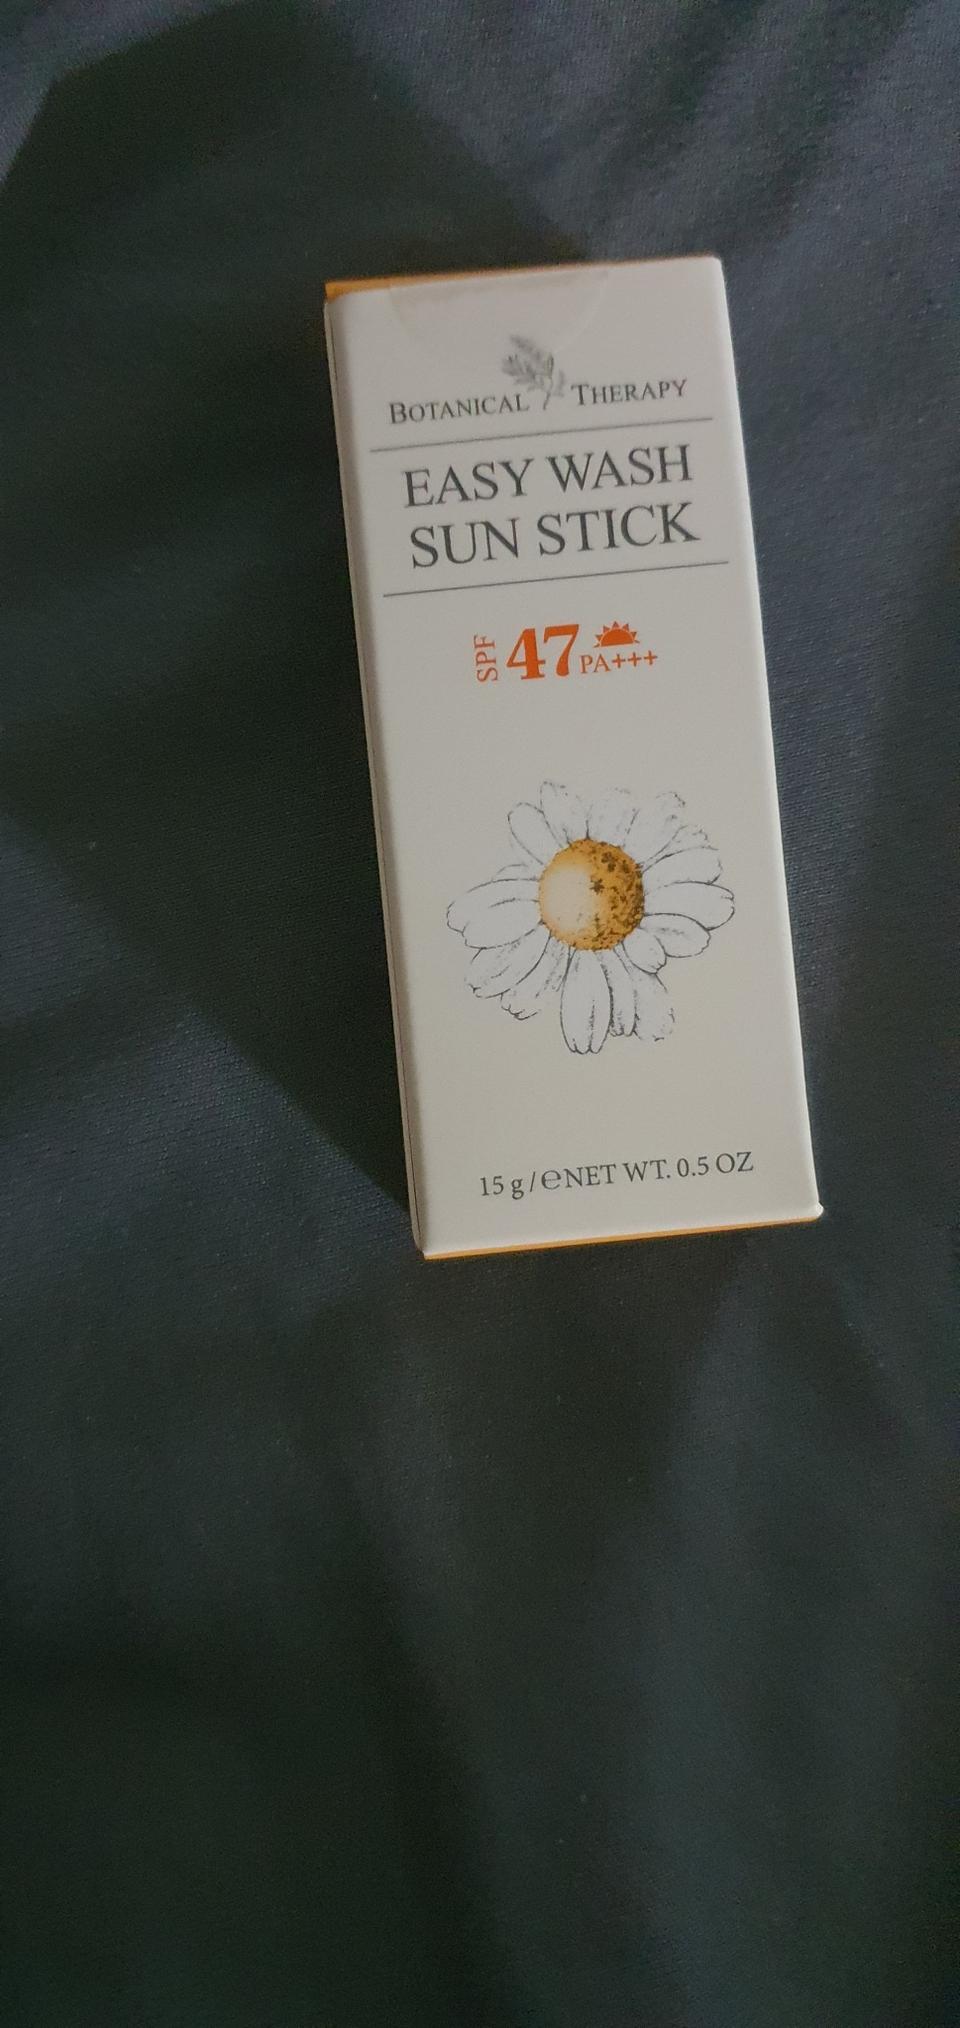 BOTANICAL THERAPY
EASY WASH
SUN STICK
SPF 47 PA+++
15 g / ℮ NET WT. 0.5 OZ